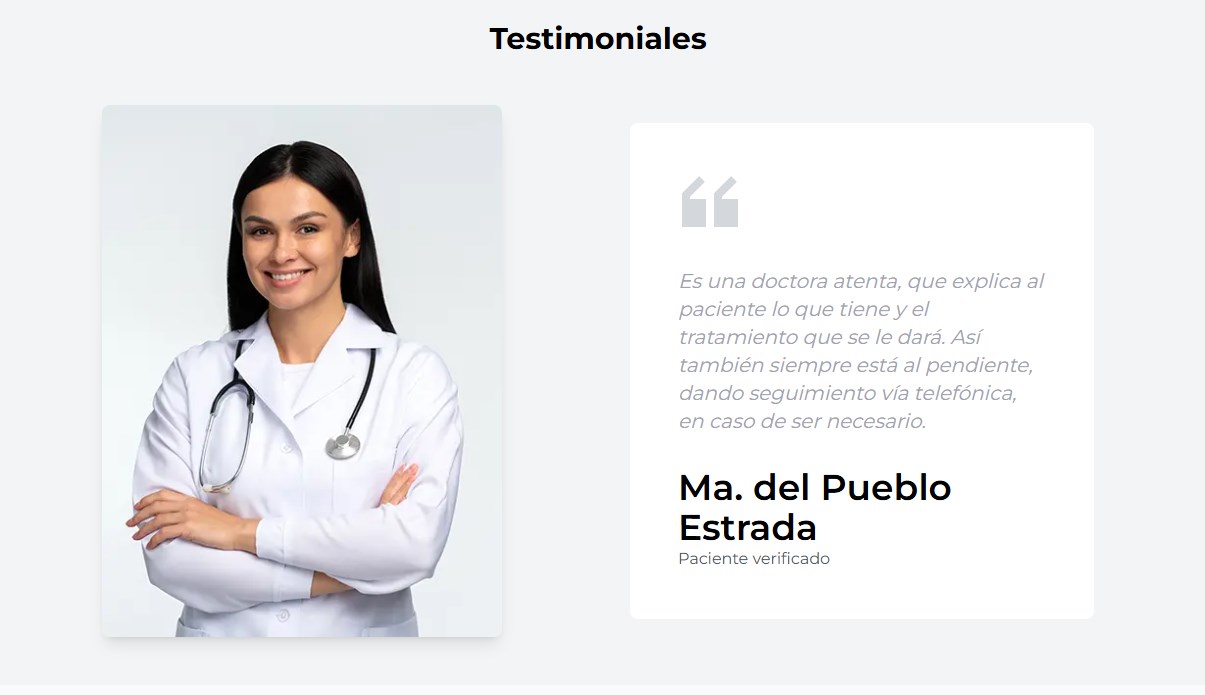 Testimoniales
Es una doctora atenta, que explica al
paciente lo que tiene y el
tratamiento que se le dará. Así
también siempre está al pendiente,
dando seguimiento vía telefónica,
en caso de ser necesario.
Ma. del Pueblo
Estrada
Paciente verificado